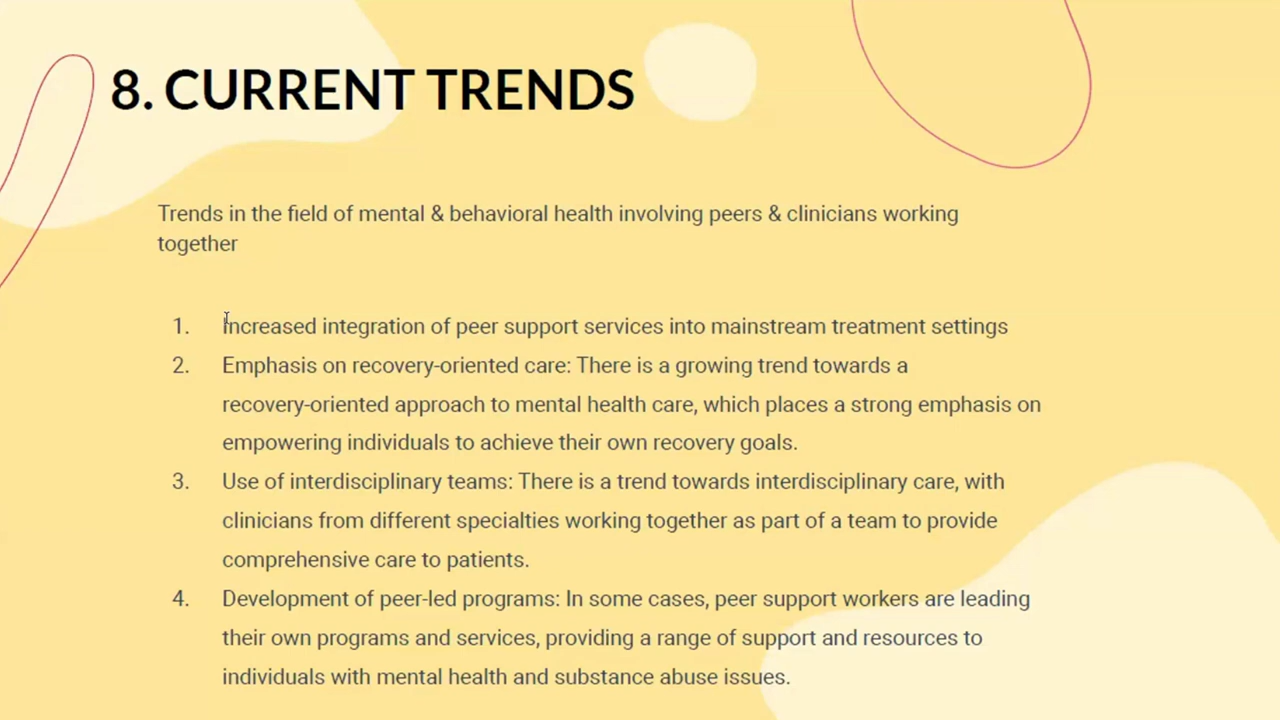 8. CURRENT TRENDS
Trends in the field of mental & behavioral health involving peers & clinicians working
together
1. Increased integration of peer support services into mainstream treatment settings
2. Emphasis on recovery-oriented care: There is a growing trend towards a
recovery-oriented approach to mental health care, which places a strong emphasis on
empowering individuals to achieve their own recovery goals.
3. Use of interdisciplinary teams: There is a trend towards interdisciplinary care, with
clinicians from different specialties working together as part of a team to provide
comprehensive care to patients.
4. Development of peer-led programs: In some cases, peer support workers are leading
their own programs and services, providing a range of support and resources to
individuals with mental health and substance abuse issues.